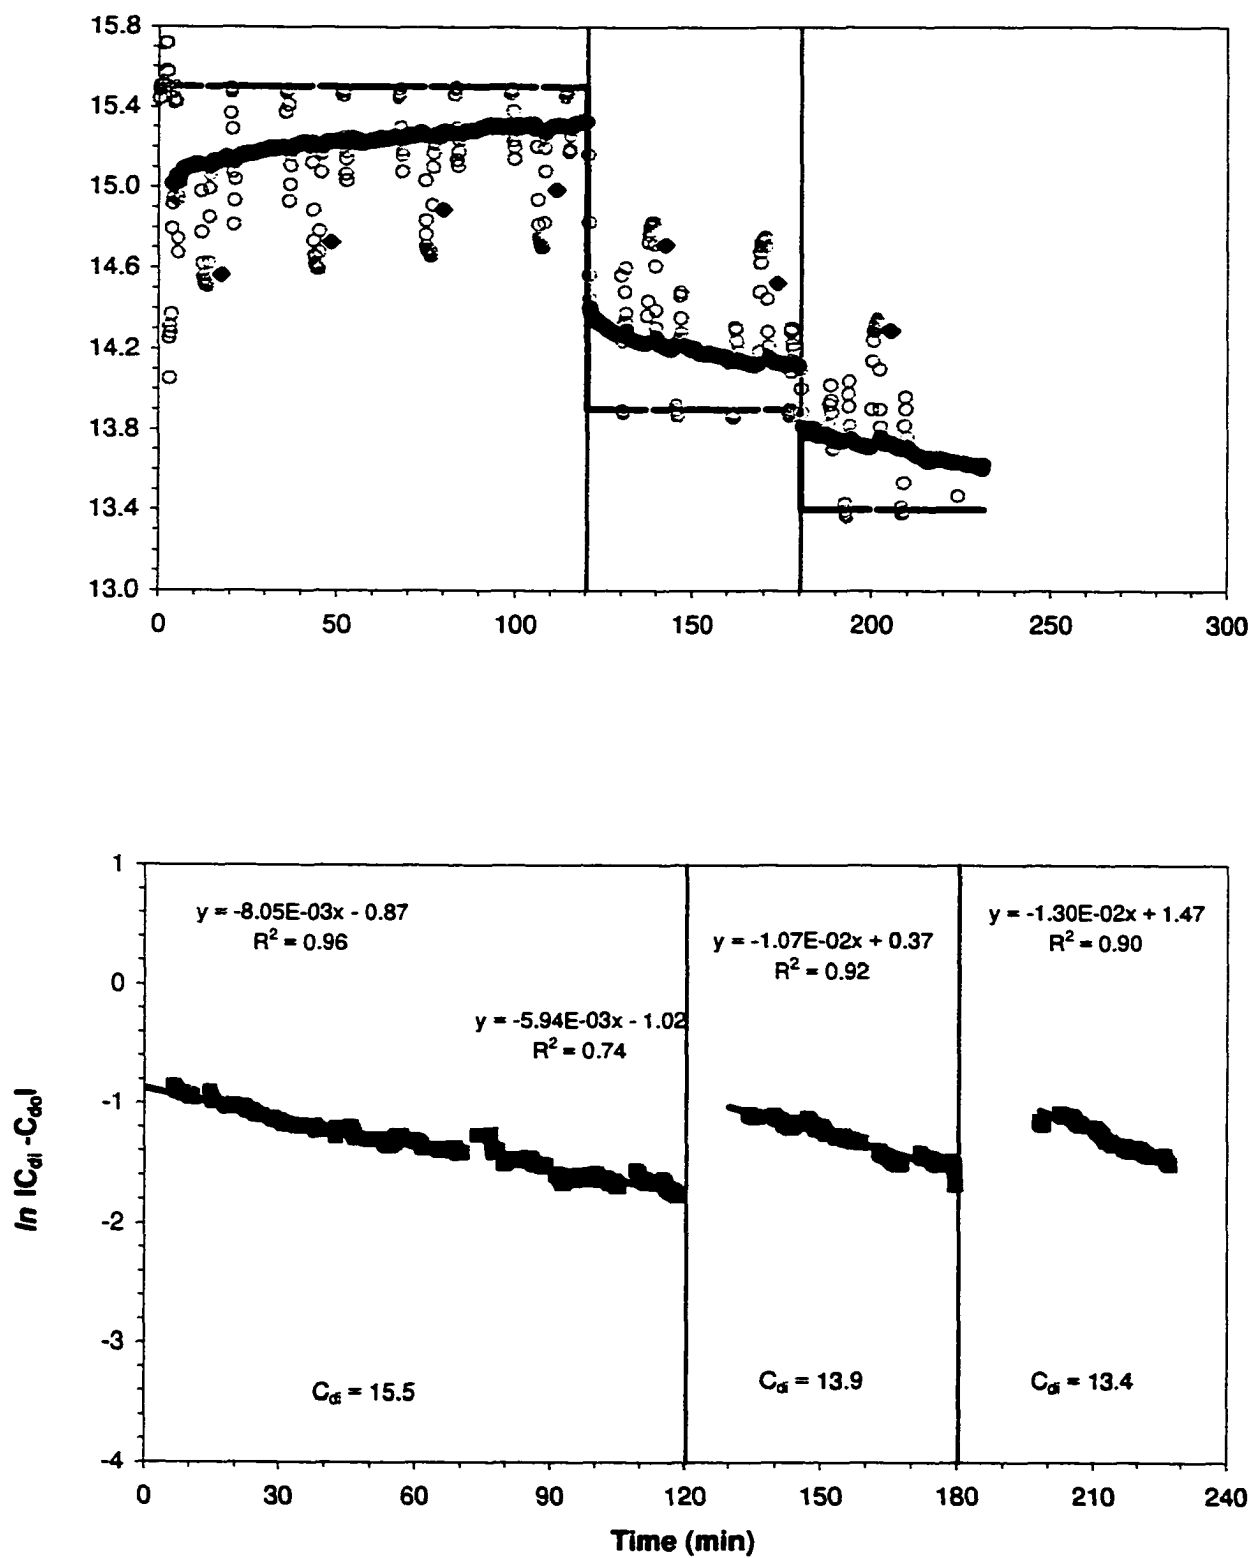 15.8
15.4
15.0
14.6
14.2
13.8
13.4
13.0
0 50 100 150 200 250 300
1
0
-1
-2
-3
-4
y = -8.05E-03x - 0.87
R² = 0.96
y = -5.94E-03x - 1.02
R² = 0.74
y = -1.07E-02x + 0.37
R² = 0.92
y = -1.30E-02x + 1.47
R² = 0.90
ln |Cdi -Cdo|
Cdi = 15.5
Cdi = 13.9
Cdi = 13.4
0 30 60 90 120 150 180 210 240
Time (min)